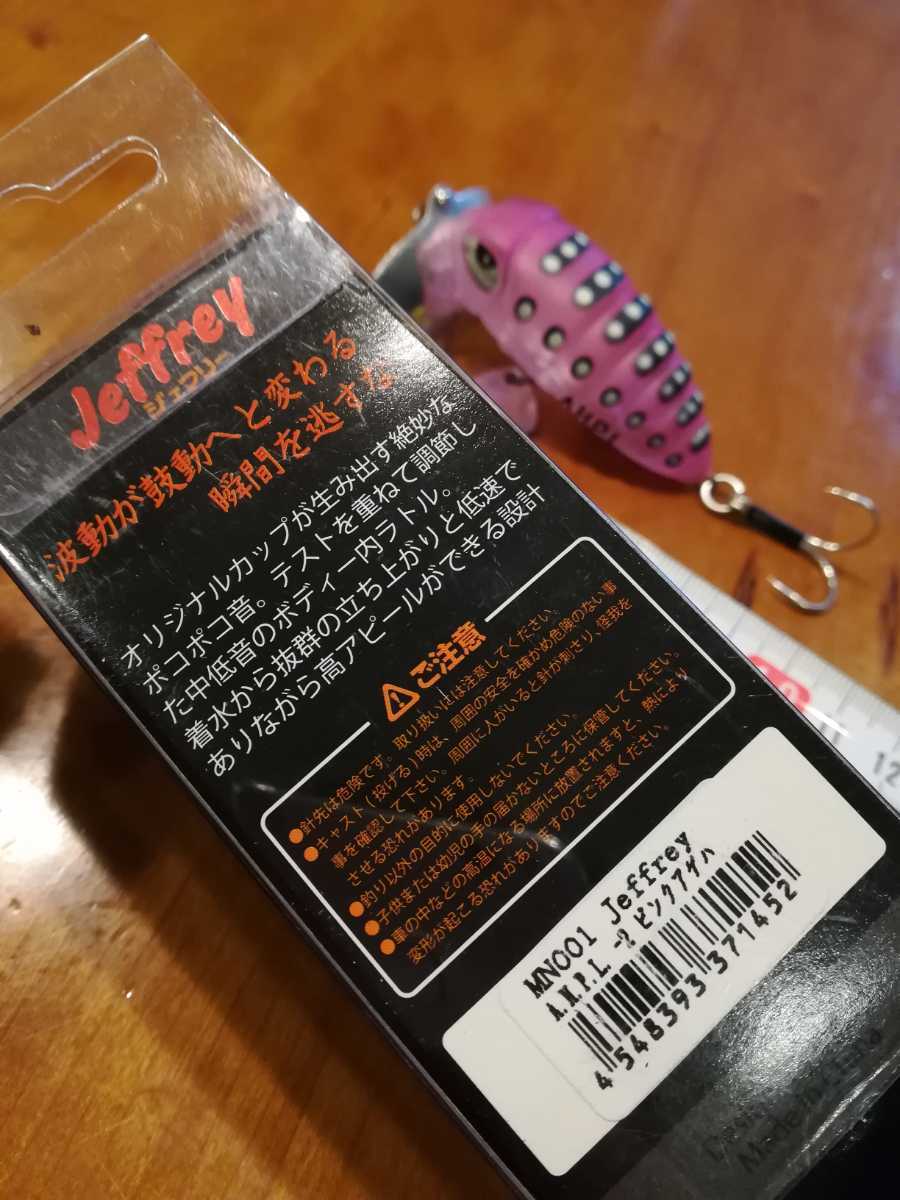 Jeffrey
ジェフリー
波動が鼓動へと変わる
瞬間を逃すな
オリジナルカップが生み出す絶妙な
ポコポコ音。テストを重ねて調節し
た中低音のボディー内ラトル。
着水から抜群の立ち上がりと低速で
ありながら高アピールができる設計
ご注意
●針先は危険です。取り扱いは注意してください。
●キャスト(投げる)時は、周囲の安全を確かめ危険のない事
事を確認して下さい。周囲に人がいると針が刺さり、怪我を
させる恐れがあります。
●釣り以外の目的に使用しないでください。
●子供または幼児の手の届かないところに保管してください。
●車の中などの高温になる場所に放置されますと、熱により
変形が起こる恐れがありますのでご注意ください。
MN001 Jeffrey
A.H.P.L. -2 ピンクアゲハ
4 548393 371452
Made in
AHPL
11
12